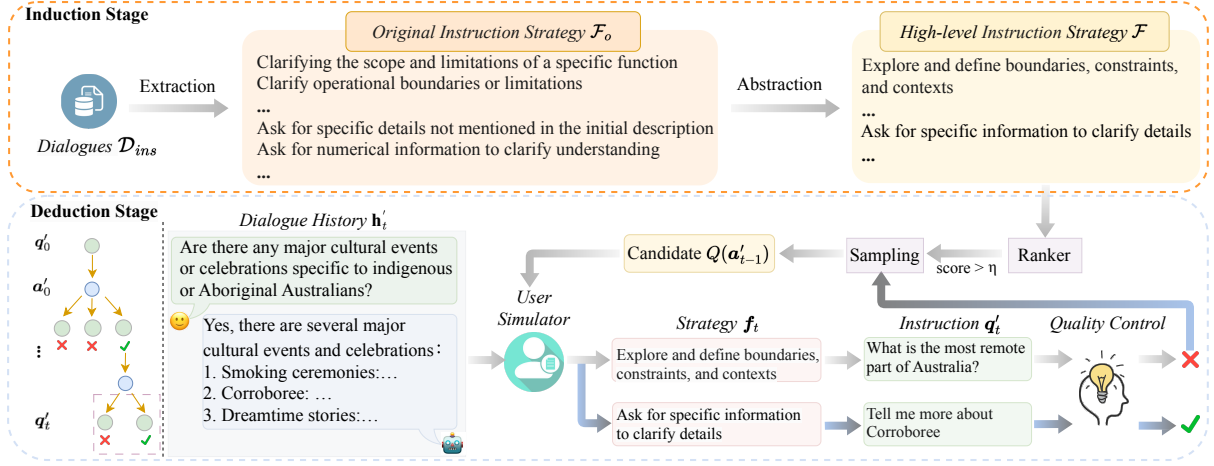 Induction Stage
Original Instruction Strategy 𝓕ₒ
High-level Instruction Strategy 𝓕
Clarifying the scope and limitations of a specific function
Clarify operational boundaries or limitations
...
Ask for specific details not mentioned in the initial description
Ask for numerical information to clarify understanding
...
Extraction
Dialogues 𝓓ᵢₙₛ
Abstraction
Explore and define boundaries, constraints,
and contexts
...
Ask for specific information to clarify details
...
Deduction Stage
q′₀
a′₀
⋮
q′ₜ
Dialogue History h′ₜ
Are there any major cultural events
or celebrations specific to indigenous
or Aboriginal Australians?
Yes, there are several major
cultural events and celebrations:
1. Smoking ceremonies:...
2. Corroboree: ...
3. Dreamtime stories:...
Candidate Q(a′ₜ₋₁)
Sampling
score > η
Ranker
User
Simulator
Strategy fₜ
Instruction q′ₜ
Quality Control
Explore and define boundaries,
constraints, and contexts
What is the most remote
part of Australia?
Ask for specific information
to clarify details
Tell me more about
Corroboree